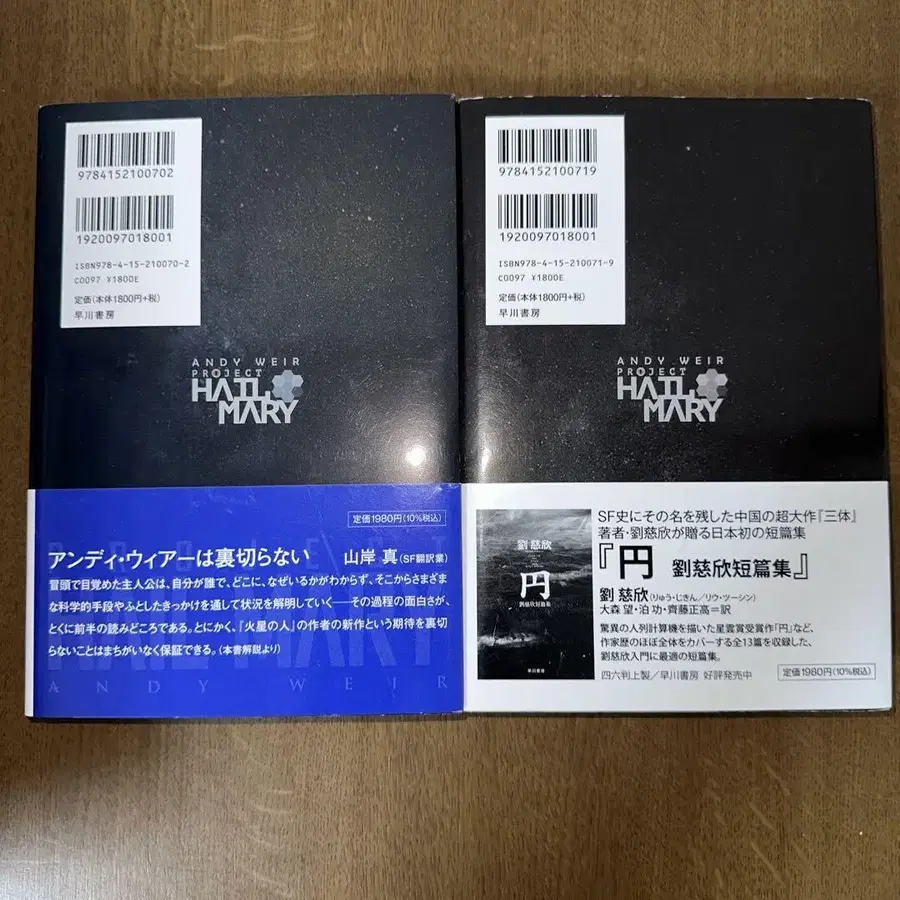 9784152100702
1920097018001
ISBN978-4-15-210070-2
C0097 ¥1800E
定価(本体1800円+税)
早川書房
ANDY WEIR
PROJECT
HAIL
MARY
定価1980円(10%税込)
アンディ・ウィアーは裏切らない 山岸 真(SF翻訳業)
冒頭で目覚めた主人公は、自分が誰で、どこに、なぜいるかがわからず、そこからさまざま
な科学的手段やふとしたきっかけを通して状況を解明していく——その過程の面白さが、
とくに前半の読みどころである。とにかく、『火星の人』の作者の新作という期待を裏切
らないことはまちがいなく保証できる。(本書解説より)
PROJECT
HAIL MARY
ANDY WEIR
9784152100719
1920097018001
ISBN978-4-15-210071-9
C0097 ¥1800E
定価(本体1800円+税)
早川書房
ANDY WEIR
PROJECT
HAIL
MARY
劉慈欣
円
劉慈欣短篇集
早川書房
SF史にその名を残した中国の超大作『三体』
著者・劉慈欣が贈る日本初の短篇集
『円 劉慈欣短篇集』
劉 慈欣(りゅう・じきん/リウ・ツーシン)
大森 望・泊 功・齊藤正高=訳
驚異の人列計算機を描いた星雲賞受賞作「円」など、
作家歴のほぼ全体をカバーする全13篇を収録した、
劉慈欣入門に最適の短篇集。
四六判上製/早川書房 好評発売中
定価1980円(10%税込)